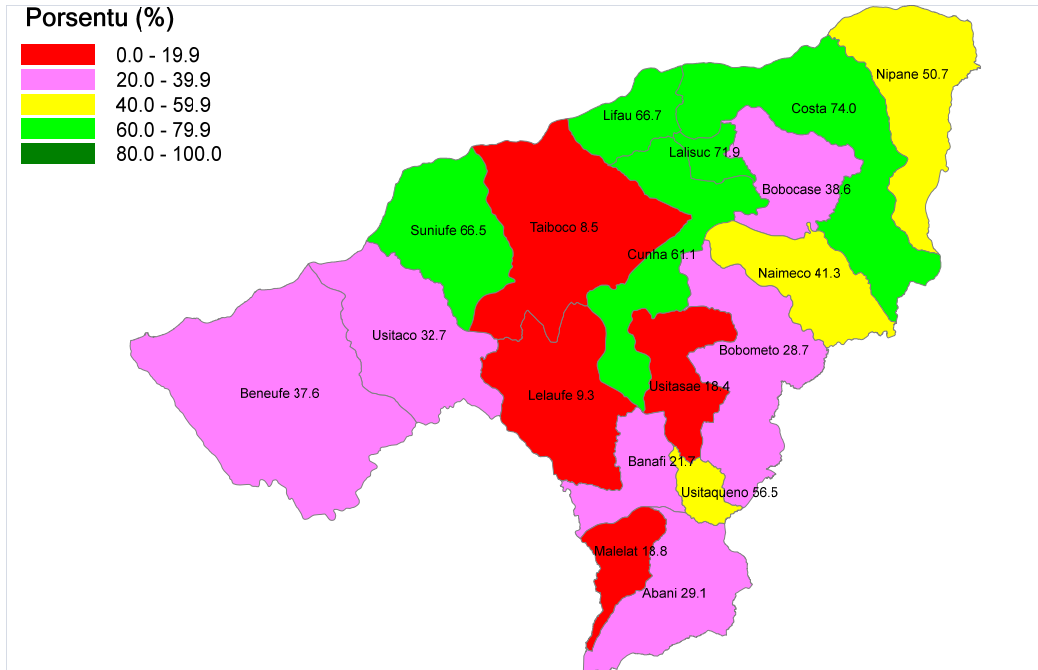 Porsentu (%)
0.0 - 19.9
20.0 - 39.9
40.0 - 59.9
60.0 - 79.9
80.0 - 100.0
Nipane 50.7
Costa 74.0
Lifau 66.7
Lalisuc 71.9
Bobocase 38.6
Suniufe 66.5
Taiboco 8.5
Cunha 61.1
Naimeco 41.3
Usitaco 32.7
Bobometo 28.7
Beneufe 37.6
Lelaufe 9.3
Usitasae 18.4
Banafi 21.7
Usitaqueno 56.5
Malelat 18.8
Abani 29.1